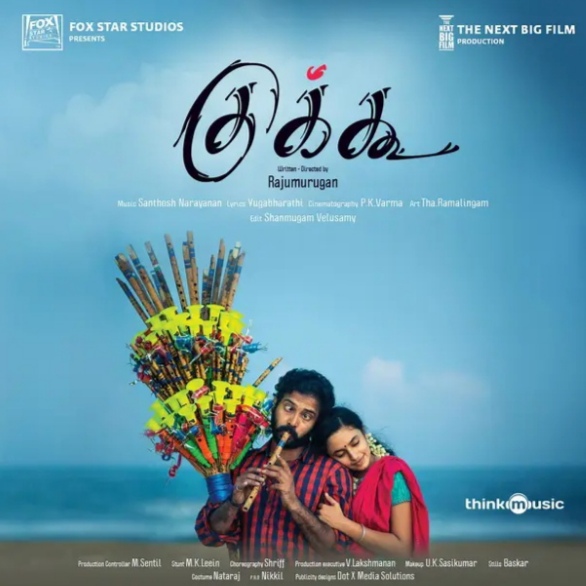 FOX STAR STUDIOS
PRESENTS
THE NEXT BIG FILM
PRODUCTION
குக்கூ
Written - Directed by
Rajumurugan
Music Santhosh Narayanan Lyrics Yugabharathi Cinematography P.K.Varma Art Tha.Ramalingam
Edit Shanmugam Velusamy
thinkmusic
Production Controller M.Sentil Stunt M.K.Leein Choreography Shriff Production executive V.Lakshmanan Makeup U.K.Sasikumar Stills Baskar
Costume Nataraj P.R.O Nikkil Publicity designs Dot X Media Solutions